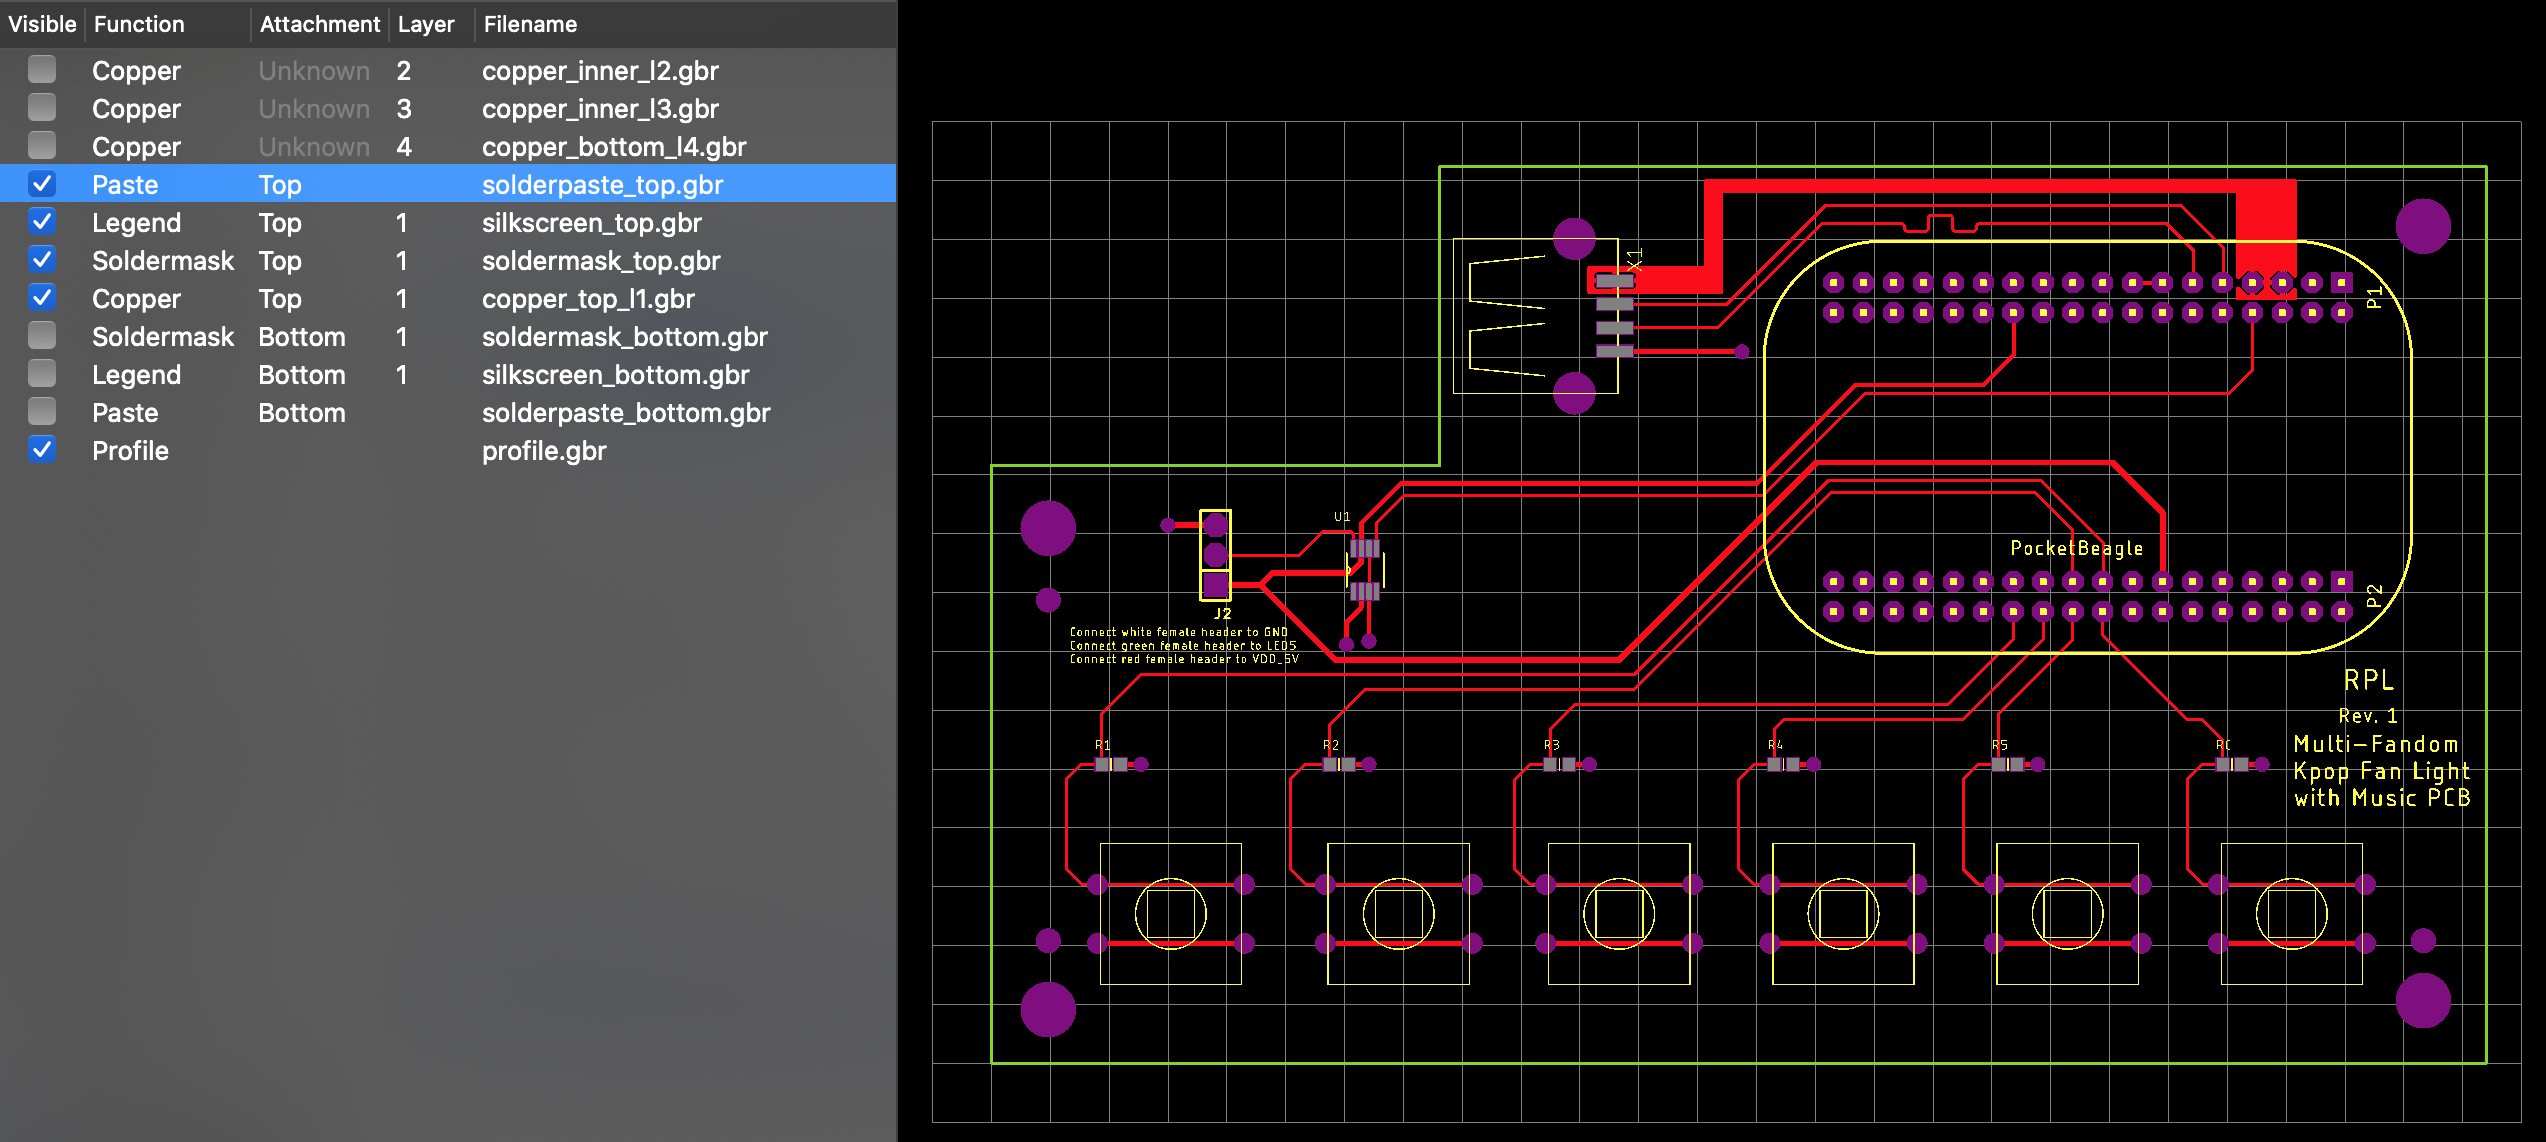 Visible Function Attachment Layer Filename
Copper Unknown 2 copper_inner_l2.gbr
Copper Unknown 3 copper_inner_l3.gbr
Copper Unknown 4 copper_bottom_l4.gbr
Paste Top solderpaste_top.gbr
Legend Top 1 silkscreen_top.gbr
Soldermask Top 1 soldermask_top.gbr
Copper Top 1 copper_top_l1.gbr
Soldermask Bottom 1 soldermask_bottom.gbr
Legend Bottom 1 silkscreen_bottom.gbr
Paste Bottom solderpaste_bottom.gbr
Profile profile.gbr
X1
P1
U1
PocketBeagle
P2
J2
Connect white female header to GND
Connect green female header to LED5
Connect red female header to VDD_5V
RPL
Rev. 1
Multi-Fandom
Kpop Fan Light
with Music PCB
R1
R2
R3
R4
R5